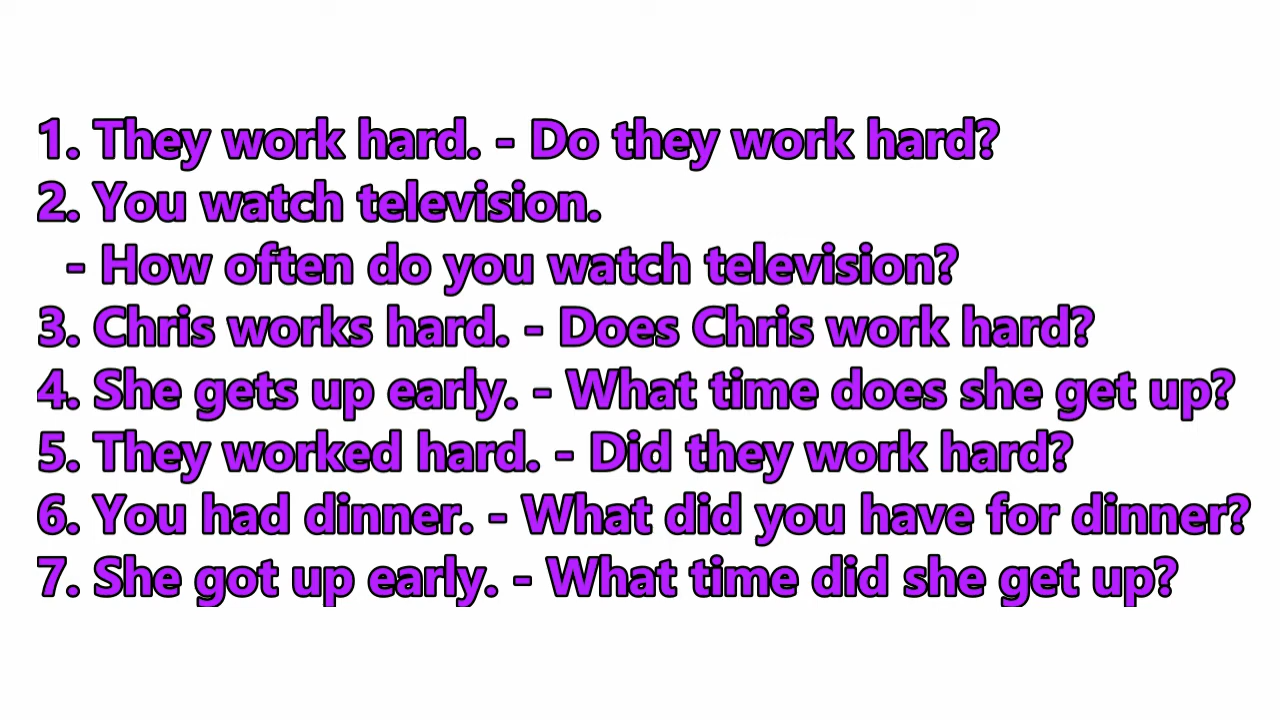 1. They work hard. - Do they work hard?
2. You watch television.
- How often do you watch television?
3. Chris works hard. - Does Chris work hard?
4. She gets up early. - What time does she get up?
5. They worked hard. - Did they work hard?
6. You had dinner. - What did you have for dinner?
7. She got up early. - What time did she get up?